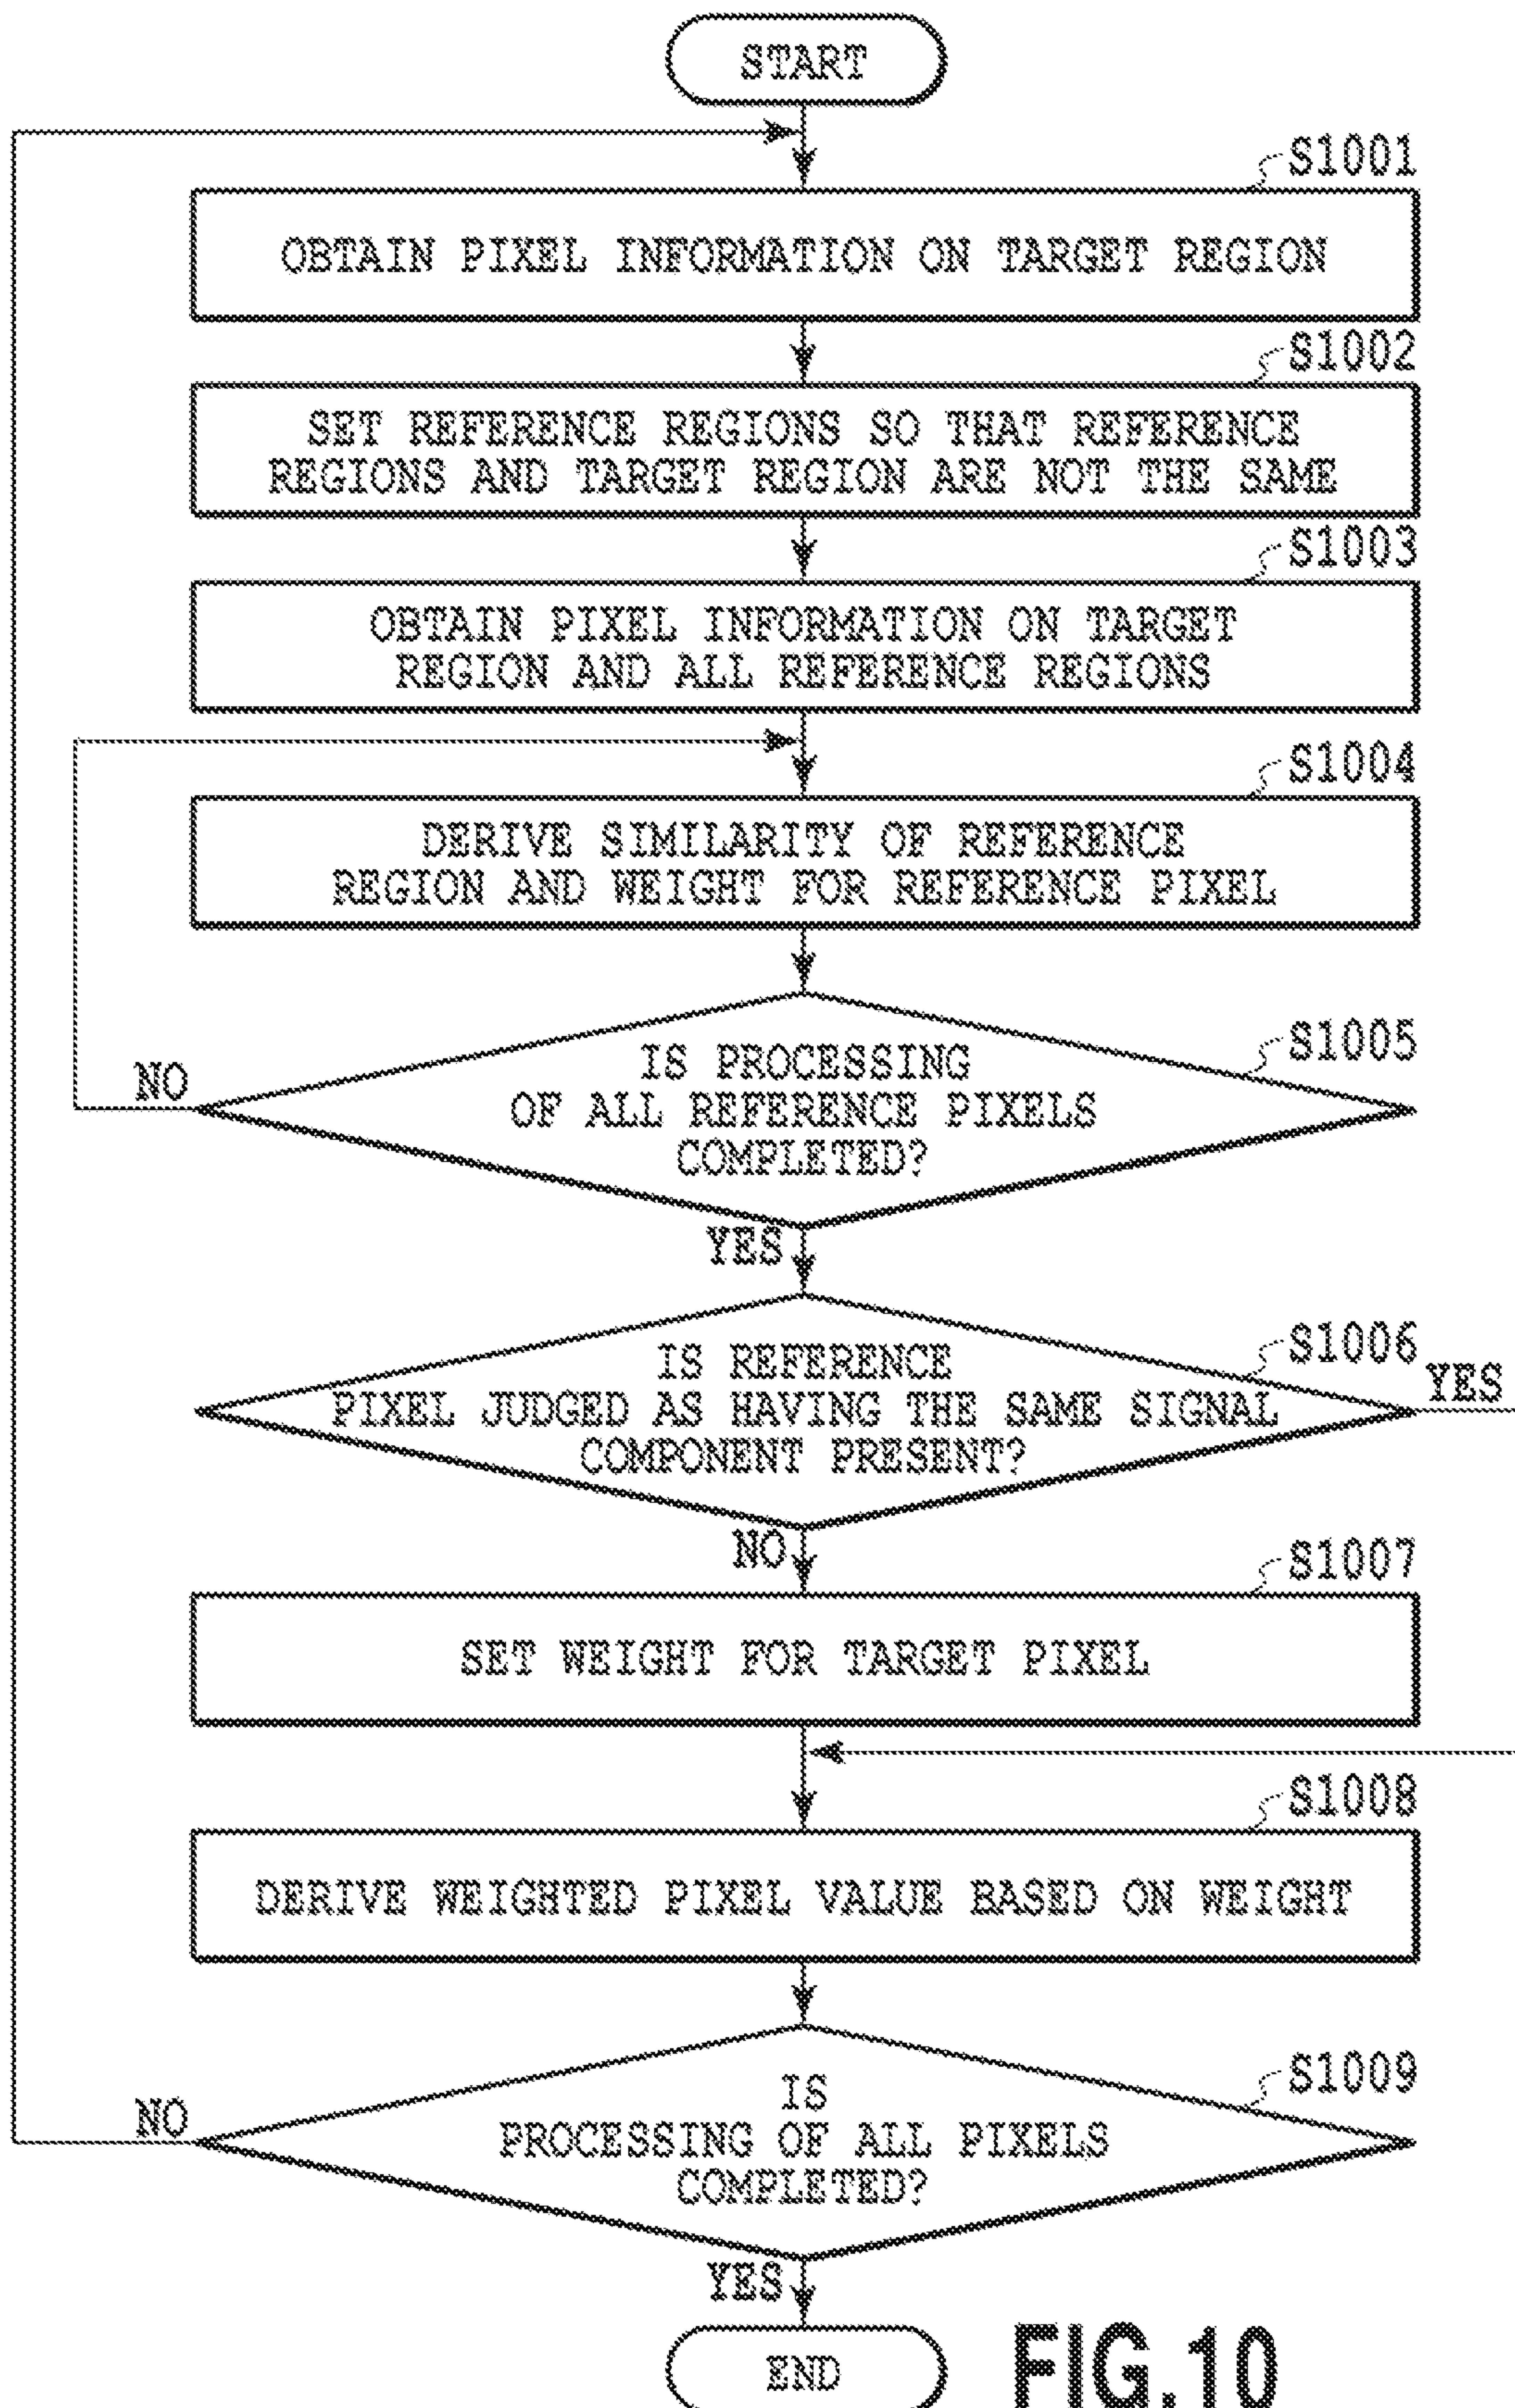 START
S1001
OBTAIN PIXEL INFORMATION ON TARGET REGION
S1002
SET REFERENCE REGIONS SO THAT REFERENCE
REGIONS AND TARGET REGION ARE NOT THE SAME
S1003
OBTAIN PIXEL INFORMATION ON TARGET
REGION AND ALL REFERENCE REGIONS
S1004
DERIVE SIMILARITY OF REFERENCE
REGION AND WEIGHT FOR REFERENCE PIXEL
S1005
IS PROCESSING
OF ALL REFERENCE PIXELS
COMPLETED?
NO
YES
S1006
IS REFERENCE
PIXEL JUDGED AS HAVING THE SAME SIGNAL
COMPONENT PRESENT?
YES
NO
S1007
SET WEIGHT FOR TARGET PIXEL
S1008
DERIVE WEIGHTED PIXEL VALUE BASED ON WEIGHT
S1009
IS
PROCESSING OF ALL PIXELS
COMPLETED?
NO
YES
END
FIG.10